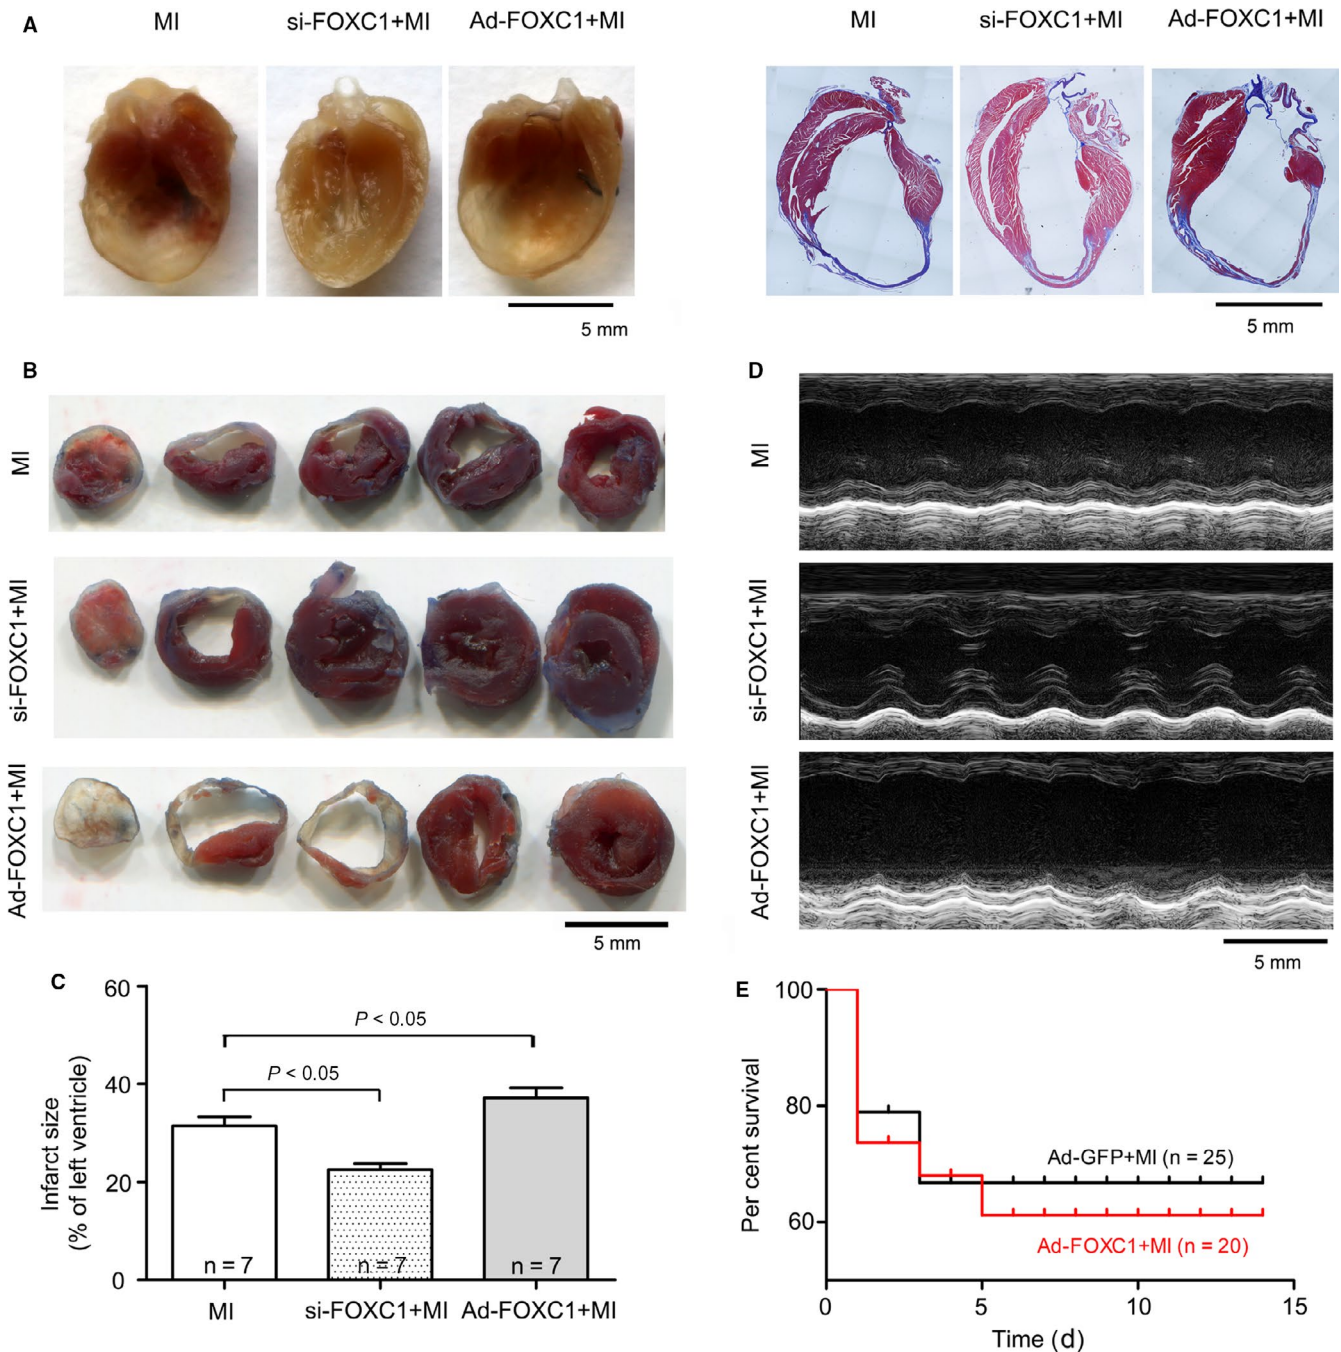 A
MI
si-FOXC1+MI
Ad-FOXC1+MI
5 mm
MI
si-FOXC1+MI
Ad-FOXC1+MI
5 mm
B
MI
si-FOXC1+MI
Ad-FOXC1+MI
5 mm
D
MI
si-FOXC1+MI
Ad-FOXC1+MI
5 mm
C
Infarct size
(% of left ventricle)
60
40
20
0
P < 0.05
P < 0.05
n = 7
n = 7
n = 7
MI
si-FOXC1+MI
Ad-FOXC1+MI
E
Per cent survival
100
80
60
Ad-GFP+MI (n = 25)
Ad-FOXC1+MI (n = 20)
0
5
10
15
Time (d)